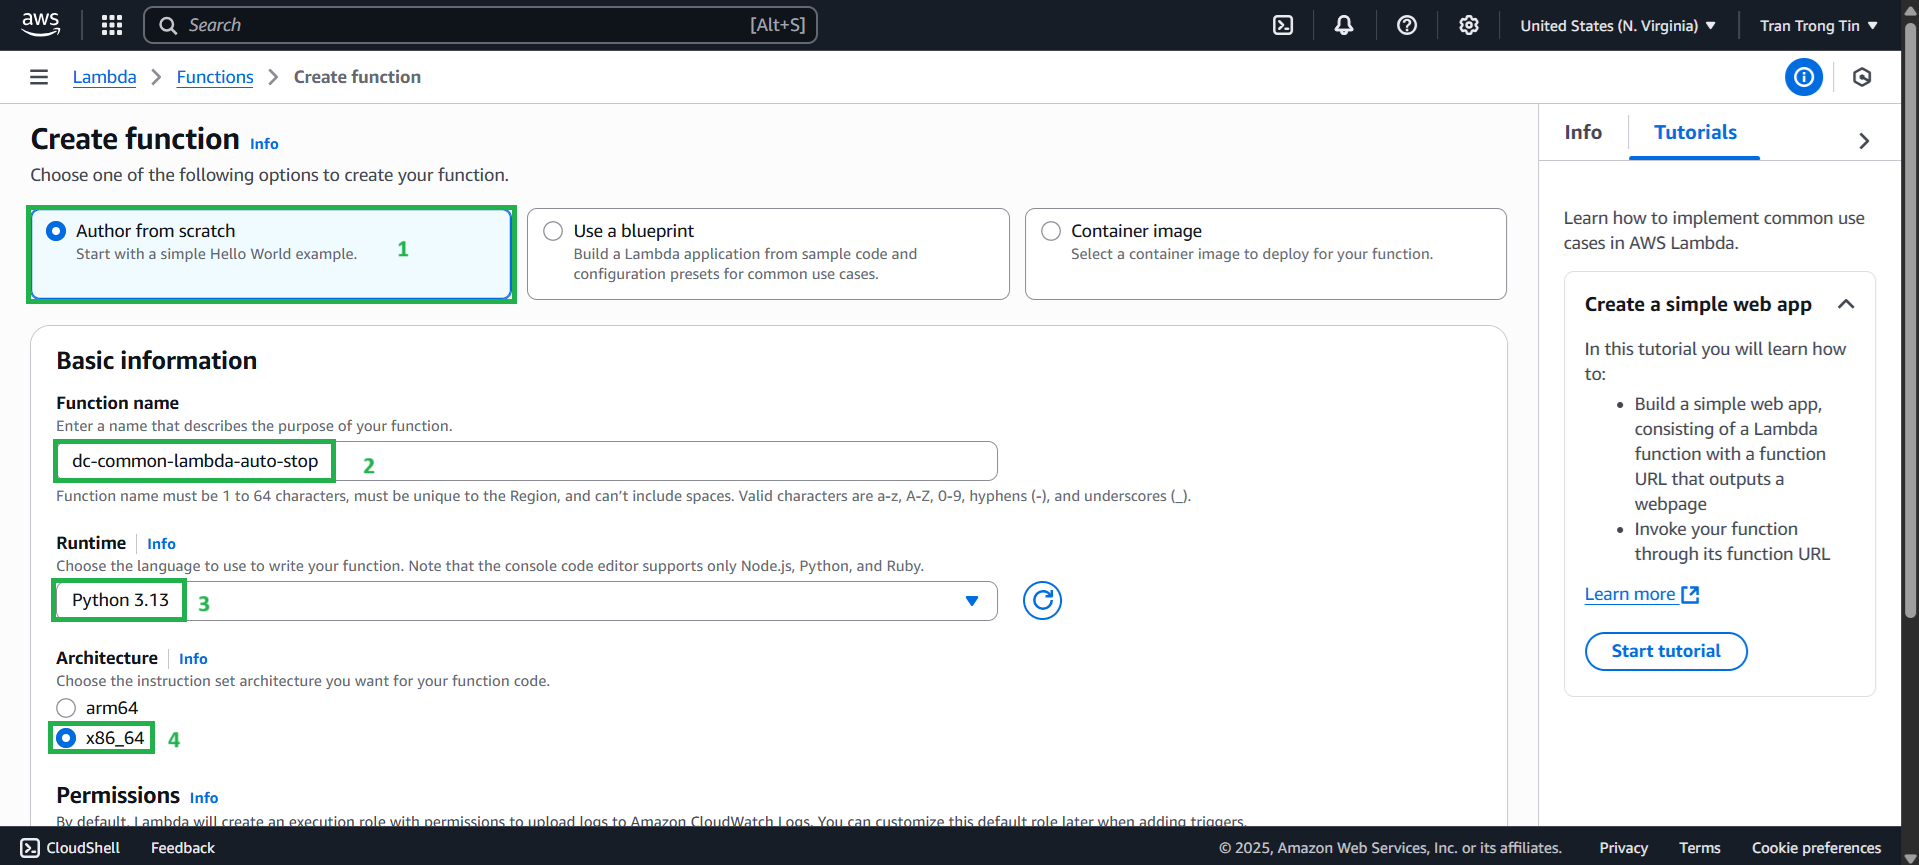 aws
Search [Alt+S]
United States (N. Virginia)
Tran Trong Tin
Lambda
Functions
Create function
Create function Info
Choose one of the following options to create your function.
Author from scratch
Start with a simple Hello World example.
1
Use a blueprint
Build a Lambda application from sample code and
configuration presets for common use cases.
Container image
Select a container image to deploy for your function.
Basic information
Function name
Enter a name that describes the purpose of your function.
dc-common-lambda-auto-stop 2
Function name must be 1 to 64 characters, must be unique to the Region, and can't include spaces. Valid characters are a-z, A-Z, 0-9, hyphens (-), and underscores (_).
Runtime Info
Choose the language to use to write your function. Note that the console code editor supports only Node.js, Python, and Ruby.
Python 3.13 3
Architecture Info
Choose the instruction set architecture you want for your function code.
arm64
x86_64 4
Permissions Info
By default, Lambda will create an execution role with permissions to upload logs to Amazon CloudWatch Logs. You can customize this default role later when adding triggers.
Info
Tutorials
Learn how to implement common use
cases in AWS Lambda.
Create a simple web app
In this tutorial you will learn how
to:
• Build a simple web app,
consisting of a Lambda
function with a function
URL that outputs a
webpage
• Invoke your function
through its function URL
Learn more
Start tutorial
CloudShell
Feedback
© 2025, Amazon Web Services, Inc. or its affiliates.
Privacy
Terms
Cookie preferences